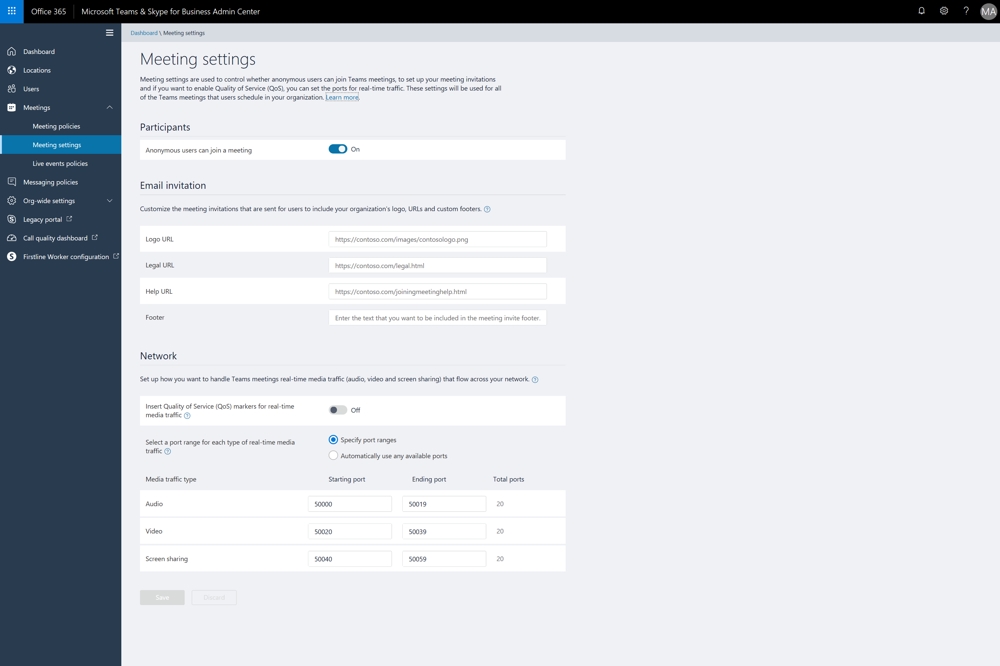 Office 365
Microsoft Teams & Skype for Business Admin Center
?
MA
Dashboard \ Meeting settings
Dashboard
Locations
Users
Meetings
Meeting policies
Meeting settings
Live events policies
Messaging policies
Org-wide settings
Legacy portal
Call quality dashboard
Firstline Worker configuration
Meeting settings
Meeting settings are used to control whether anonymous users can join Teams meetings, to set up your meeting invitations
and if you want to enable Quality of Service (QoS), you can set the ports for real-time traffic. These settings will be used for all
of the Teams meetings that users schedule in your organization. Learn more.
Participants
Anonymous users can join a meeting
On
Email invitation
Customize the meeting invitations that are sent for users to include your organization's logo, URLs and custom footers. ?
Logo URL
https://contoso.com/images/contosologo.png
Legal URL
https://contoso.com/legal.html
Help URL
https://contoso.com/joiningmeetinghelp.html
Footer
Enter the text that you want to be included in the meeting invite footer.
Network
Set up how you want to handle Teams meetings real-time media traffic (audio, video and screen sharing) that flow across your network. ?
Insert Quality of Service (QoS) markers for real-time
media traffic ?
Off
Select a port range for each type of real-time media
traffic ?
Specify port ranges
Automatically use any available ports
Media traffic type Starting port Ending port Total ports
Audio 50000 50019 20
Video 50020 50039 20
Screen sharing 50040 50059 20
Save Discard